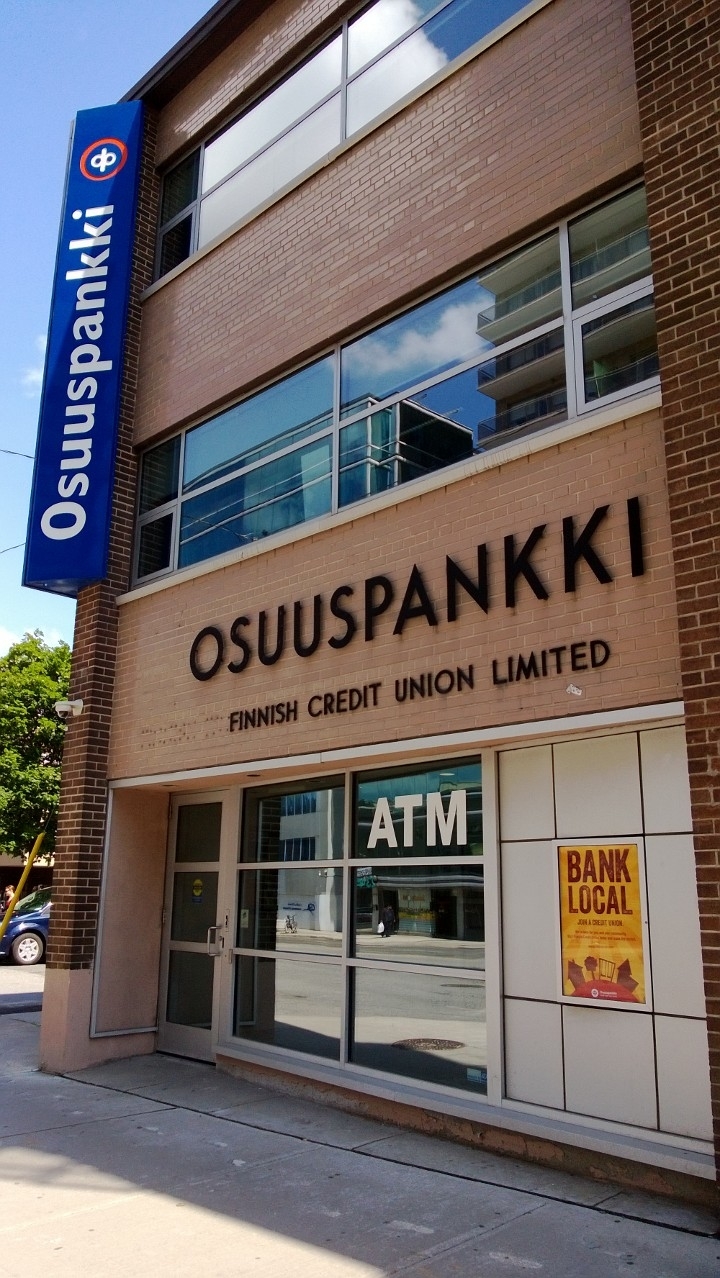 Osuuspankki
OSUUSPANKKI
FINNISH CREDIT UNION LIMITED
ATM
BANK
LOCAL
JOIN A CREDIT UNION